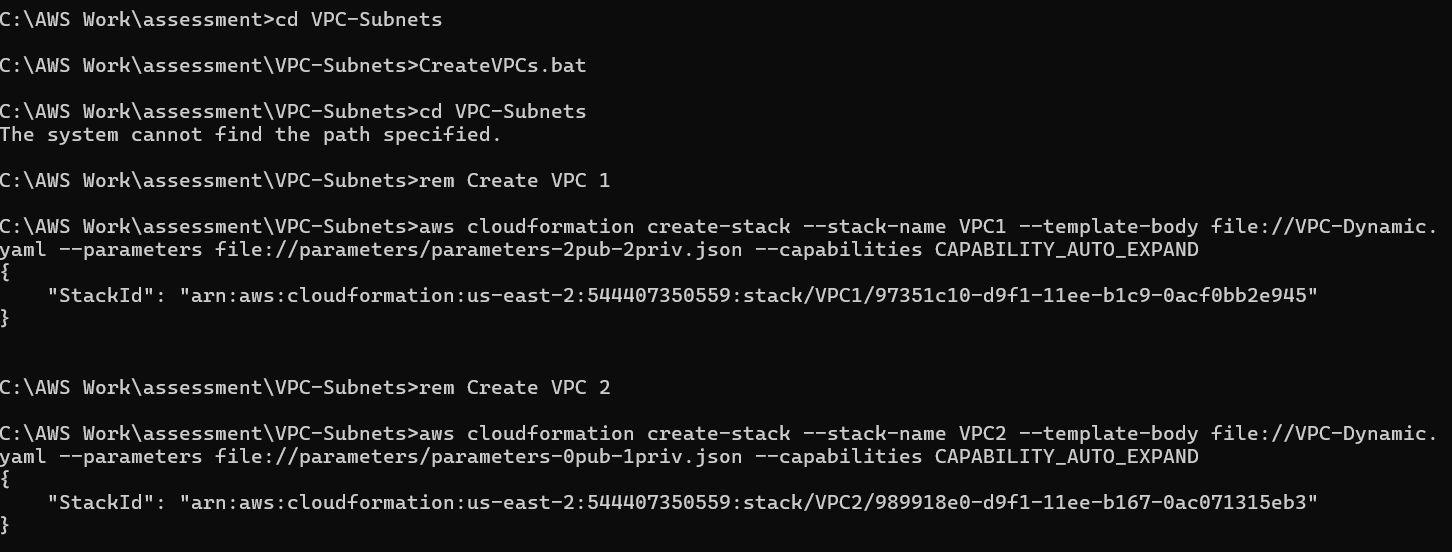 C:\AWS Work\assessment>cd VPC-Subnets
C:\AWS Work\assessment\VPC-Subnets>CreateVPCs.bat
C:\AWS Work\assessment\VPC-Subnets>cd VPC-Subnets
The system cannot find the path specified.
C:\AWS Work\assessment\VPC-Subnets>rem Create VPC 1
C:\AWS Work\assessment\VPC-Subnets>aws cloudformation create-stack --stack-name VPC1 --template-body file://VPC-Dynamic.
yaml --parameters file://parameters/parameters-2pub-2priv.json --capabilities CAPABILITY_AUTO_EXPAND
{
    "StackId": "arn:aws:cloudformation:us-east-2:544407350559:stack/VPC1/97351c10-d9f1-11ee-b1c9-0acf0bb2e945"
}
C:\AWS Work\assessment\VPC-Subnets>rem Create VPC 2
C:\AWS Work\assessment\VPC-Subnets>aws cloudformation create-stack --stack-name VPC2 --template-body file://VPC-Dynamic.
yaml --parameters file://parameters/parameters-0pub-1priv.json --capabilities CAPABILITY_AUTO_EXPAND
{
    "StackId": "arn:aws:cloudformation:us-east-2:544407350559:stack/VPC2/989918e0-d9f1-11ee-b167-0ac071315eb3"
}